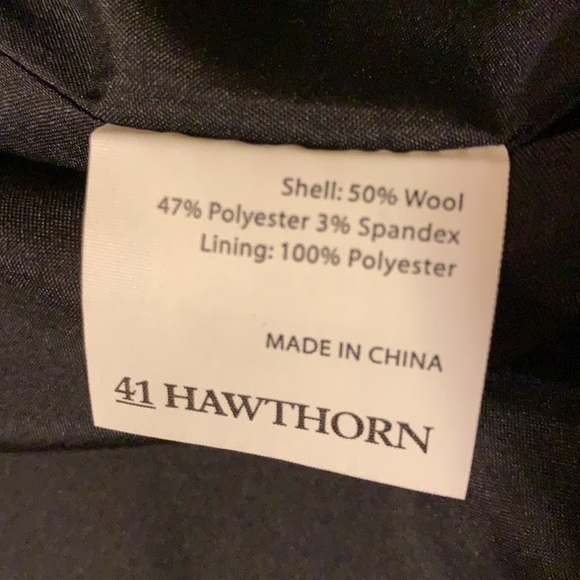 Shell: 50% Wool
47% Polyester 3% Spandex
Lining: 100% Polyester
MADE IN CHINA
41 HAWTHORN